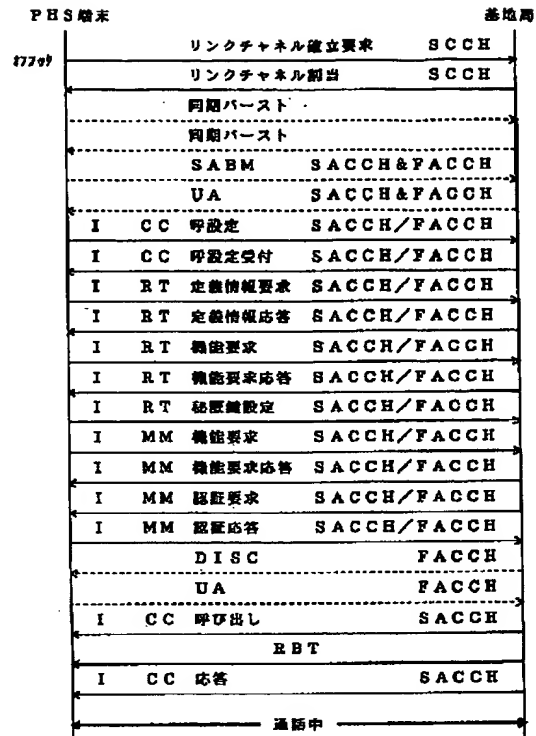 PHS端末 基地局
オフフック
リンクチャネル確立要求 SCCH
リンクチャネル割当 SCCH
同期バースト
同期バースト
SABM SACCH&FACCH
UA SACCH&FACCH
I CC 呼設定 SACCH/FACCH
I CC 呼設定受付 SACCH/FACCH
I RT 定義情報要求 SACCH/FACCH
I RT 定義情報応答 SACCH/FACCH
I RT 機能要求 SACCH/FACCH
I RT 機能要求応答 SACCH/FACCH
I RT 秘匿鍵設定 SACCH/FACCH
I MM 機能要求 SACCH/FACCH
I MM 機能要求応答 SACCH/FACCH
I MM 認証要求 SACCH/FACCH
I MM 認証応答 SACCH/FACCH
DISC FACCH
UA FACCH
I CC 呼び出し SACCH
RBT
I CC 応答 SACCH
通話中